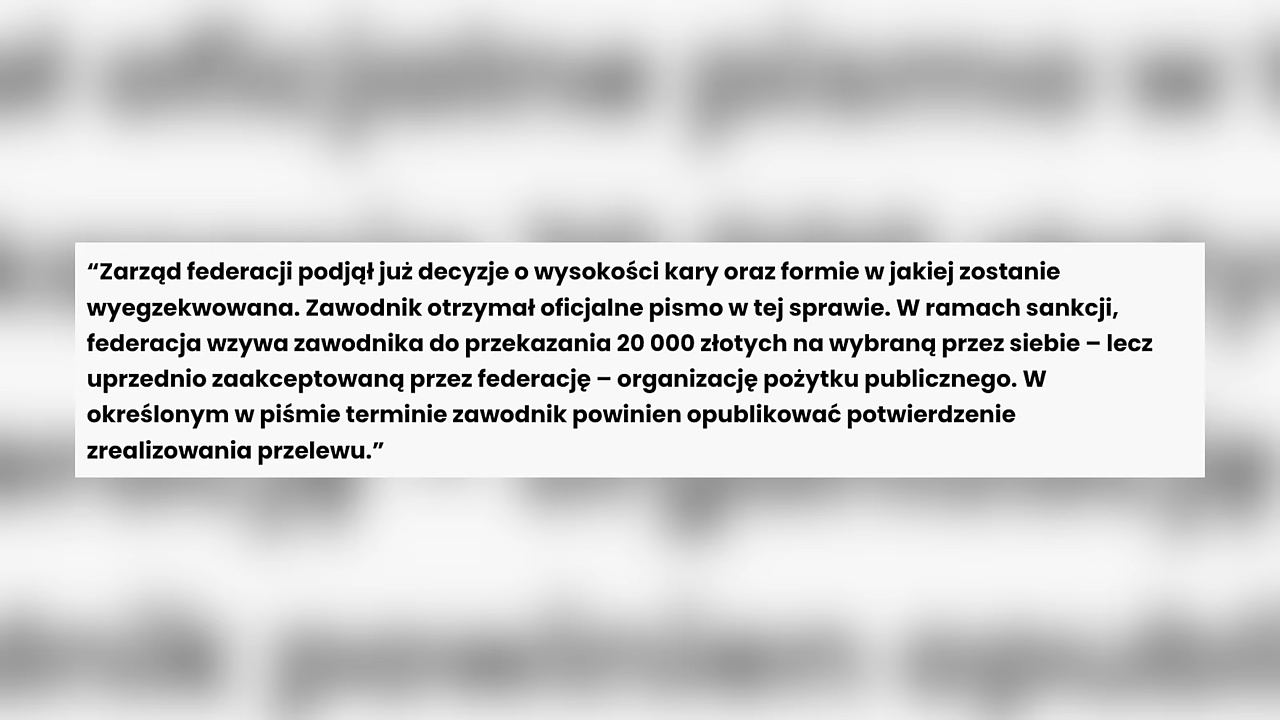 “Zarząd federacji podjął już decyzje o wysokości kary oraz formie w jakiej zostanie
wyegzekwowana. Zawodnik otrzymał oficjalne pismo w tej sprawie. W ramach sankcji,
federacja wzywa zawodnika do przekazania 20 000 złotych na wybraną przez siebie – lecz
uprzednio zaakceptowaną przez federację – organizację pożytku publicznego. W
określonym w piśmie terminie zawodnik powinien opublikować potwierdzenie
zrealizowania przelewu.”